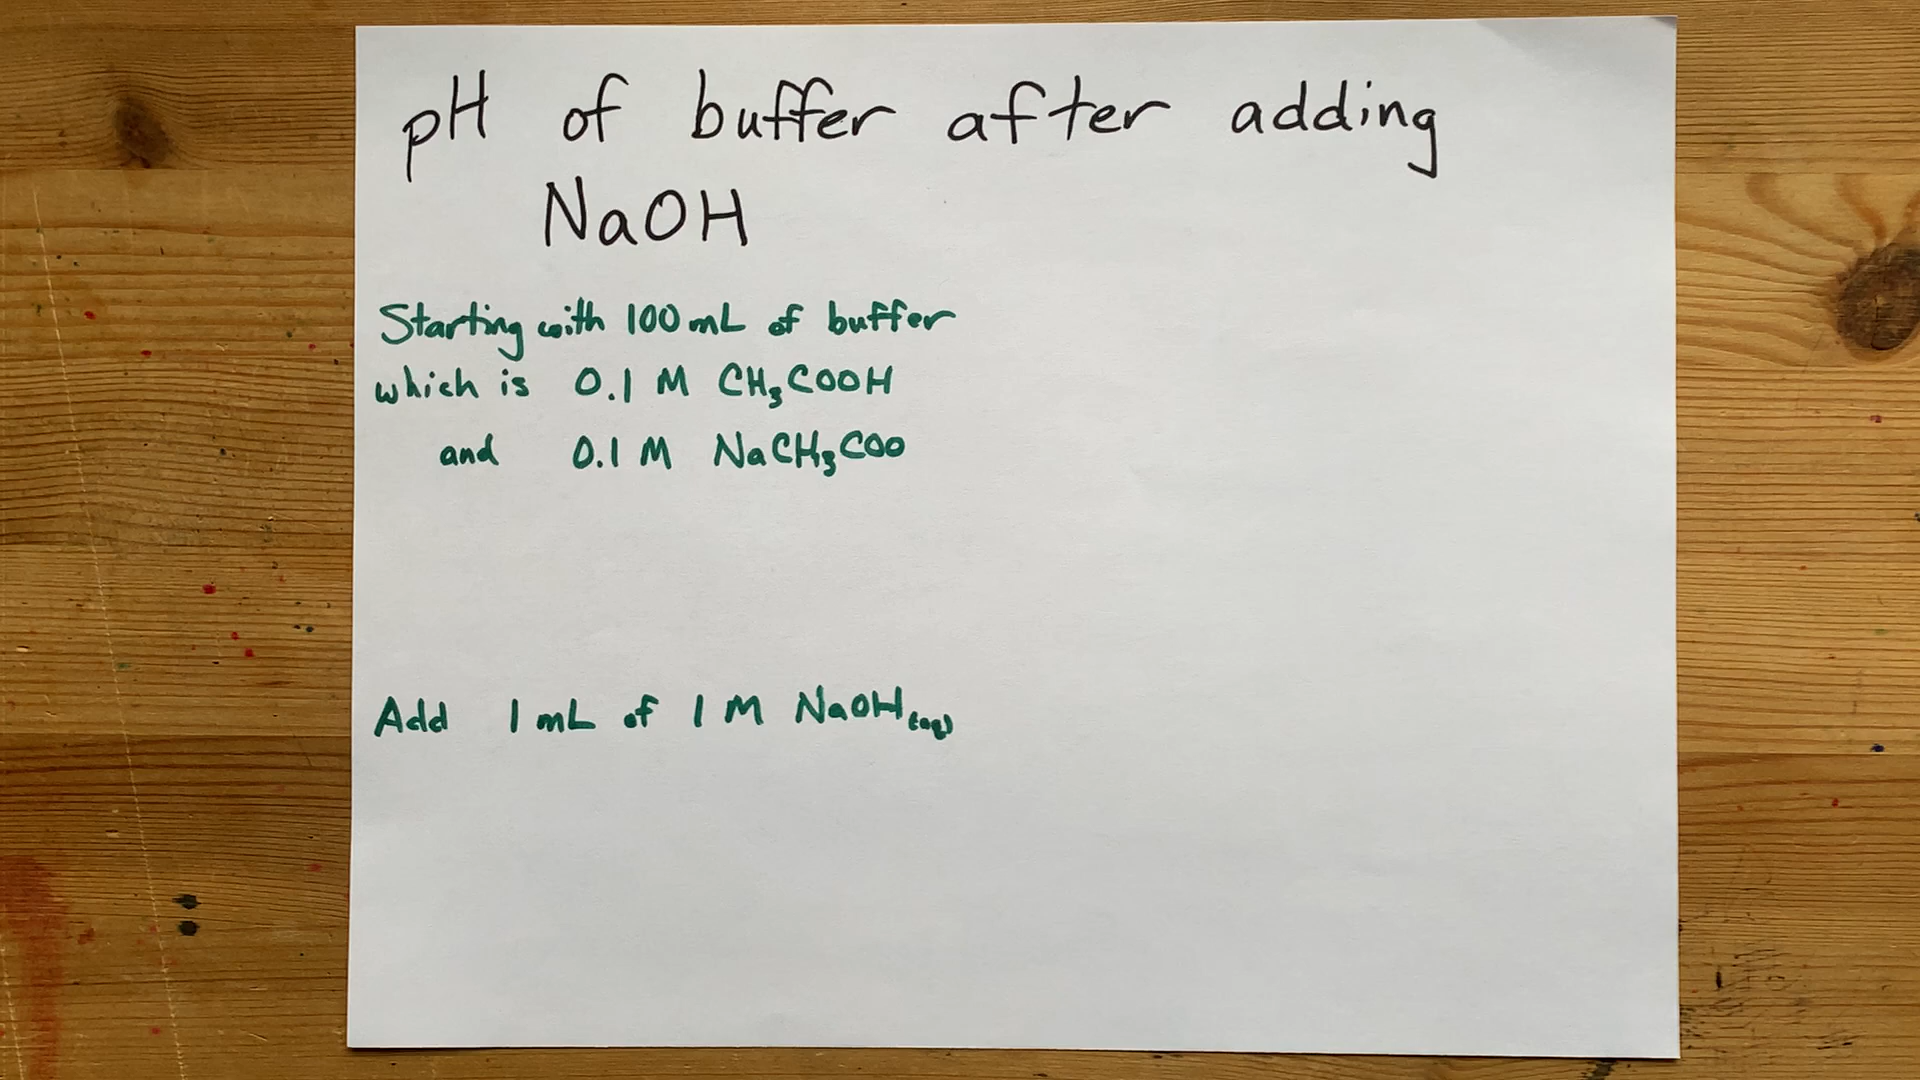 pH of buffer after adding
NaOH
Starting with 100 mL of buffer
which is 0.1 M CH₃COOH
and 0.1 M NaCH₃COO
Add 1 mL of 1 M NaOH(aq)